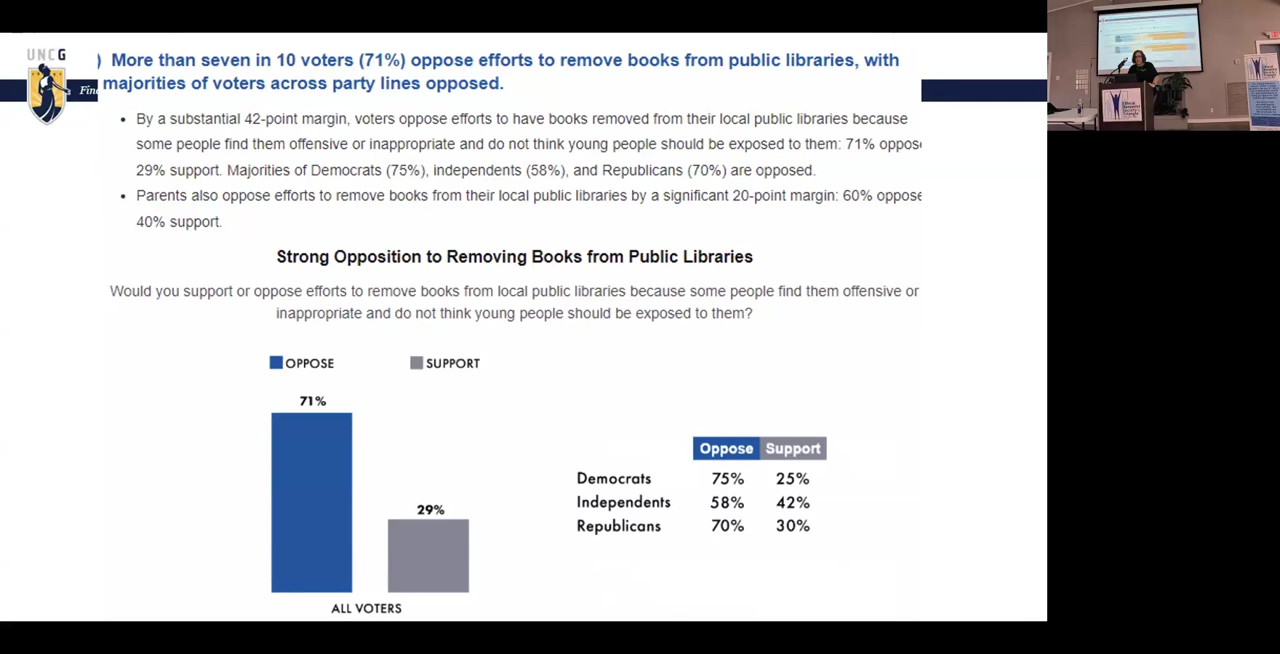 UNCG
Find
) More than seven in 10 voters (71%) oppose efforts to remove books from public libraries, with
majorities of voters across party lines opposed.
• By a substantial 42-point margin, voters oppose efforts to have books removed from their local public libraries because
some people find them offensive or inappropriate and do not think young people should be exposed to them: 71% oppose
29% support. Majorities of Democrats (75%), independents (58%), and Republicans (70%) are opposed.
• Parents also oppose efforts to remove books from their local public libraries by a significant 20-point margin: 60% oppose
40% support.
Strong Opposition to Removing Books from Public Libraries
Would you support or oppose efforts to remove books from local public libraries because some people find them offensive or
inappropriate and do not think young people should be exposed to them?
OPPOSE SUPPORT
71%
29%
ALL VOTERS
Oppose Support
Democrats 75% 25%
Independents 58% 42%
Republicans 70% 30%